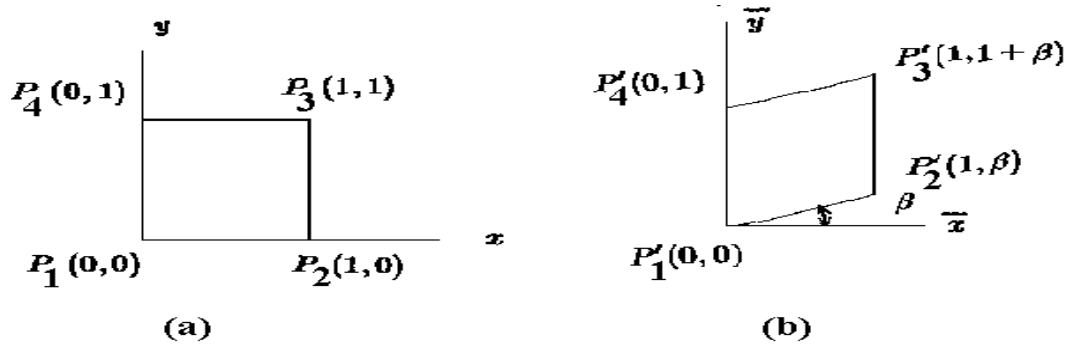 y
P₄(0,1)
P₃(1,1)
x
P₁(0,0)
P₂(1,0)
(a)
y̅
P′₃(1,1+β)
P′₄(0,1)
P′₂(1,β)
β
x̅
P′₁(0,0)
(b)